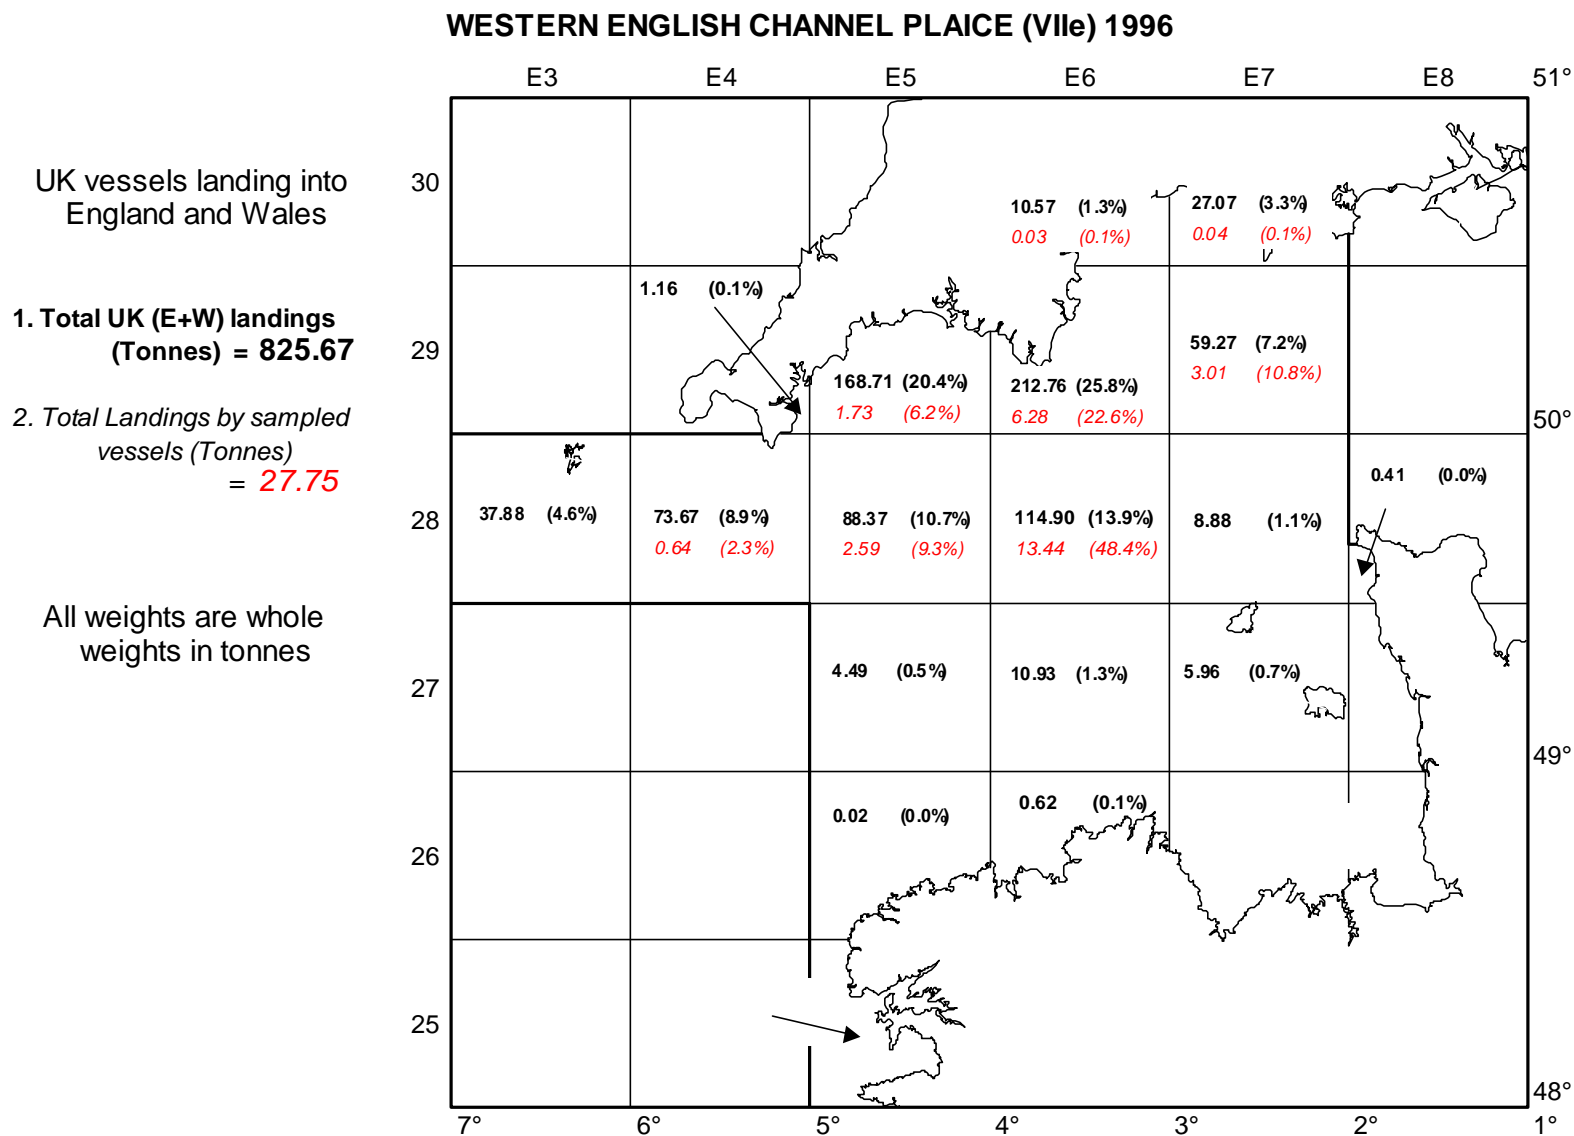 WESTERN ENGLISH CHANNEL PLAICE (VIIe) 1996
E3 E4 E5 E6 E7 E8 51°
UK vessels landing into
England and Wales
30
10.57 (1.3%) 27.07 (3.3%)
0.03 (0.1%) 0.04 (0.1%)
1.16 (0.1%)
1. Total UK (E+W) landings
(Tonnes) = 825.67
29
59.27 (7.2%)
3.01 (10.8%)
168.71 (20.4%) 212.76 (25.8%)
1.73 (6.2%) 6.28 (22.6%)
2. Total Landings by sampled
vessels (Tonnes)
= 27.75
50°
0.41 (0.0%)
28
37.88 (4.6%) 73.67 (8.9%) 88.37 (10.7%) 114.90 (13.9%) 8.88 (1.1%)
0.64 (2.3%) 2.59 (9.3%) 13.44 (48.4%)
All weights are whole
weights in tonnes
27
4.49 (0.5%) 10.93 (1.3%) 5.96 (0.7%)
49°
0.02 (0.0%) 0.62 (0.1%)
26
25
48°
7° 6° 5° 4° 3° 2° 1°